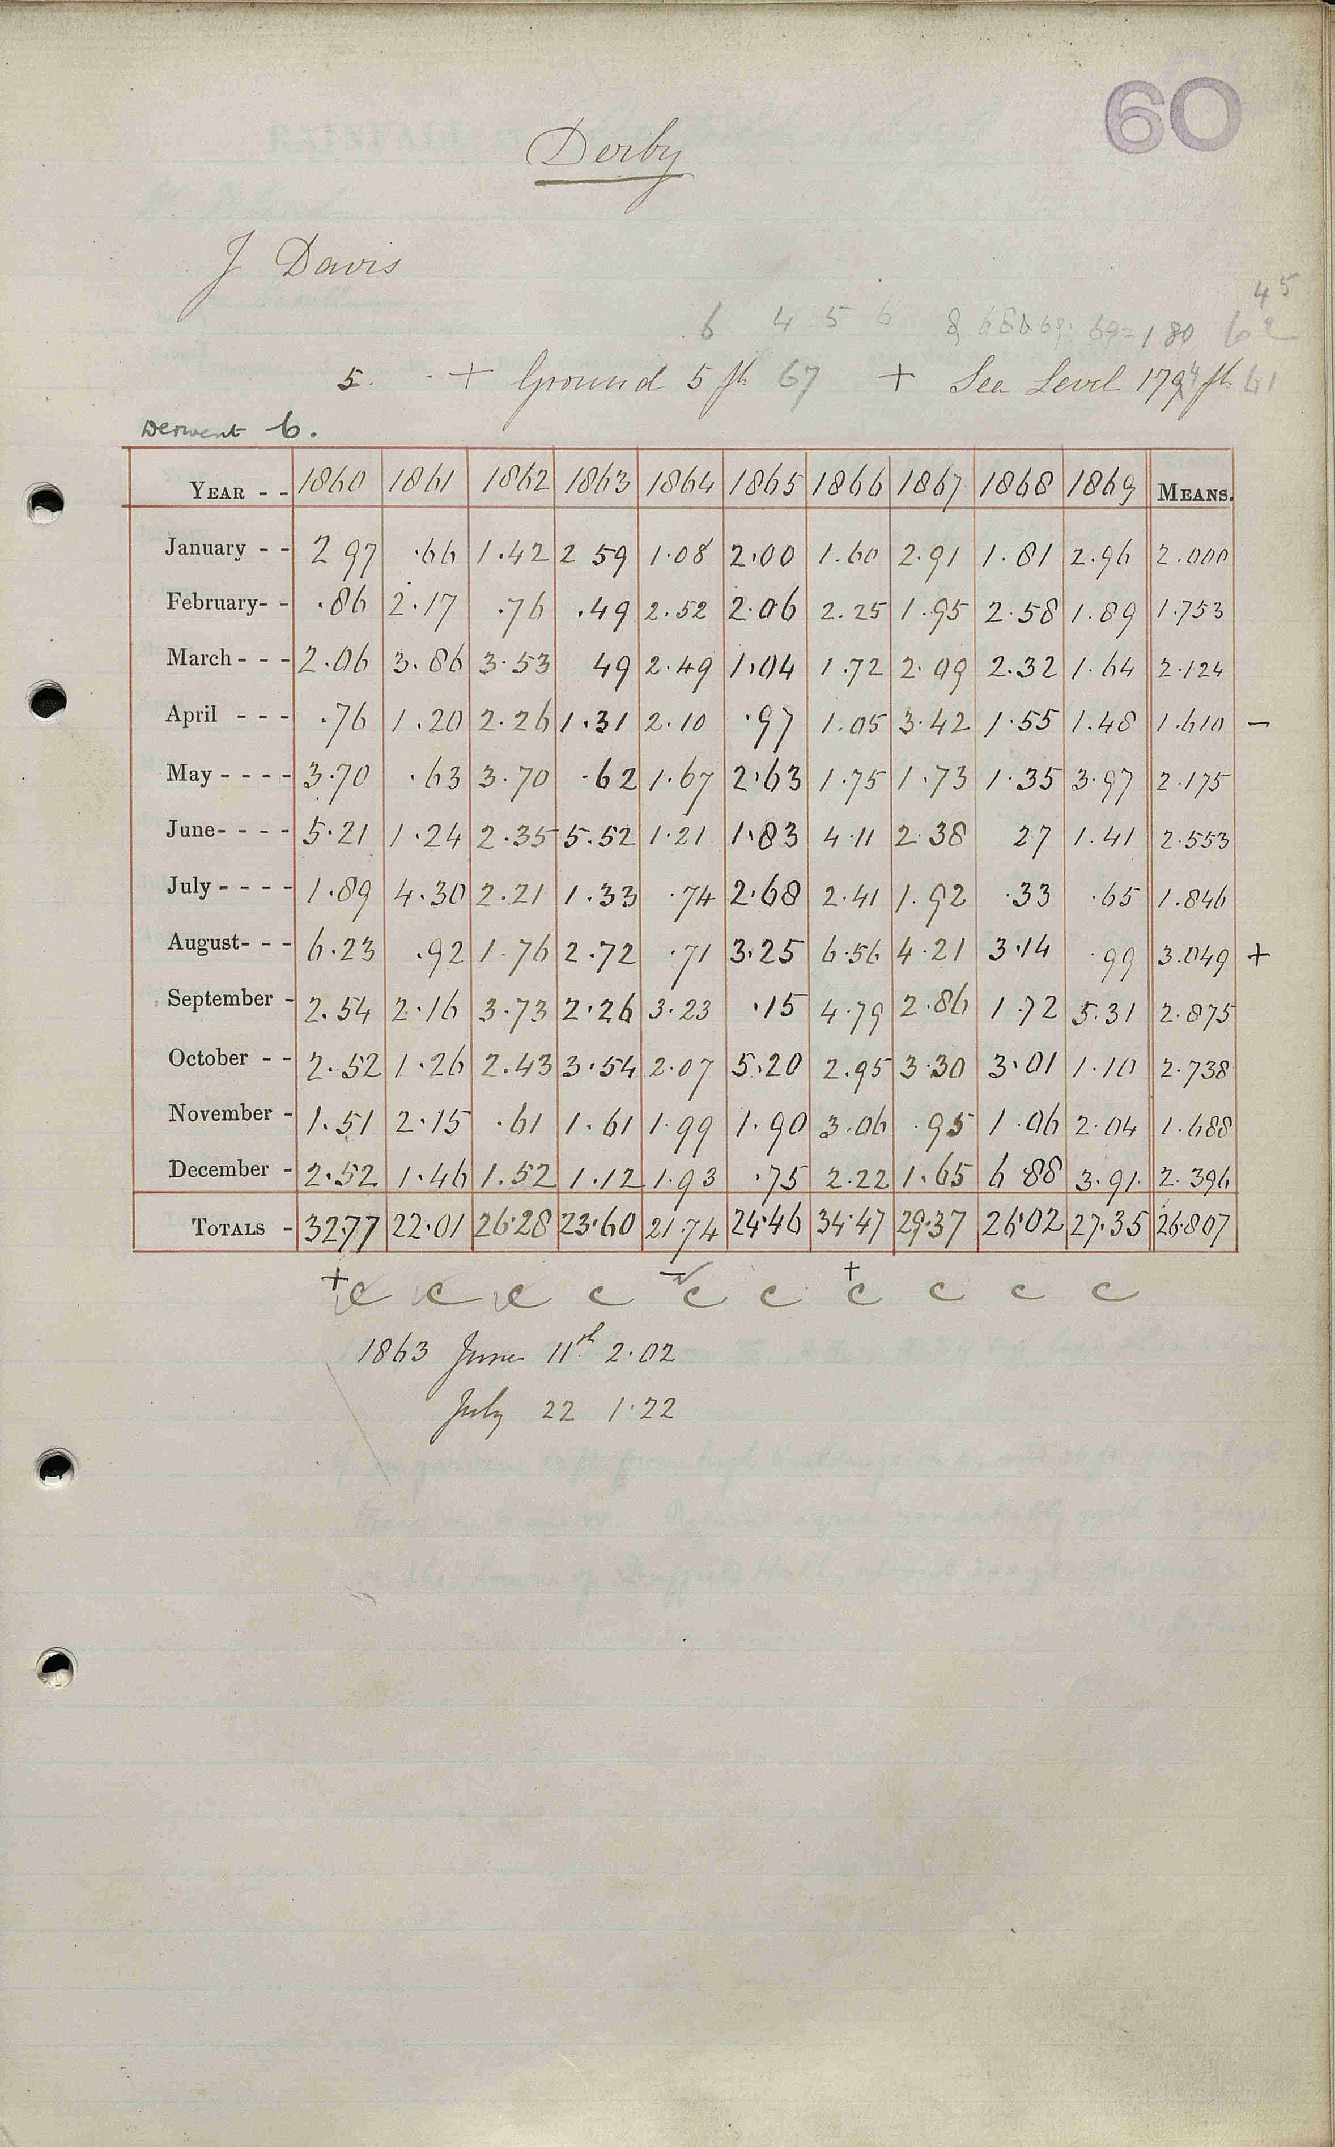 60
Derby
J Davis
6 4 5 6 & 68 & 69: 69=180 62 45
5. + Ground 5 ft 67 + Sea Level 179 ft 61
Derwent 6.
YEAR - - 1860 1861 1862 1863 1864 1865 1866 1867 1868 1869 MEANS.
January - - 2 97 .66 1.42 2 59 1.08 2.00 1.60 2.91 1.81 2.96 2.000
February- - .86 2.17 .76 .49 2.52 2.06 2.25 1.95 2.58 1.89 1.753
March - - - 2.06 3.86 3.53 49 2.49 1.04 1.72 2.09 2.32 1.64 2.124
April - - - .76 1.20 2.26 1.31 2.10 .97 1.05 3.42 1.55 1.48 1.610 −
May - - - - 3.70 .63 3.70 .62 1.67 2.63 1.75 1.73 1.35 3.97 2.175
June- - - - 5.21 1.24 2.35 5.52 1.21 1.83 4.11 2 38 27 1.41 2.553
July - - - - 1.89 4.30 2.21 1.33 .74 2.68 2.41 1.92 .33 .65 1.846
August- - - 6.23 .92 1.76 2.72 .71 3.25 6.56 4.21 3.14 .99 3.049 +
September - 2.54 2.16 3.73 2.26 3.23 .15 4.79 2.86 1.72 5.31 2.875
October - - 2.52 1.26 2.43 3.54 2.07 5.20 2.95 3.30 3.01 1.10 2.738
November - 1.51 2.15 .61 1.61 1.99 1.90 3.06 .95 1.06 2.04 1.688
December - 2.52 1.46 1.52 1.12 1.93 .75 2.22 1.65 6 88 3.91 2.396
TOTALS - 32.77 22.01 26.28 23.60 21.74 24.46 34.47 29.37 26.02 27.35 26.807
+ − +
c c c c c c c c c c
1863 June 11th 2.02
July 22 1.22